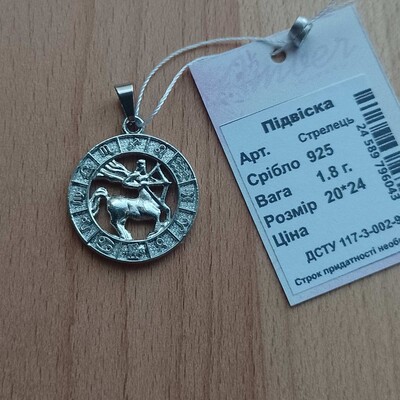 Підвіска
Арт. Стрелець
Срібло 925
Вага 1.8 г.
Розмір 20*24
Ціна
ДСТУ 117-3-002-9
Строк придатності необе